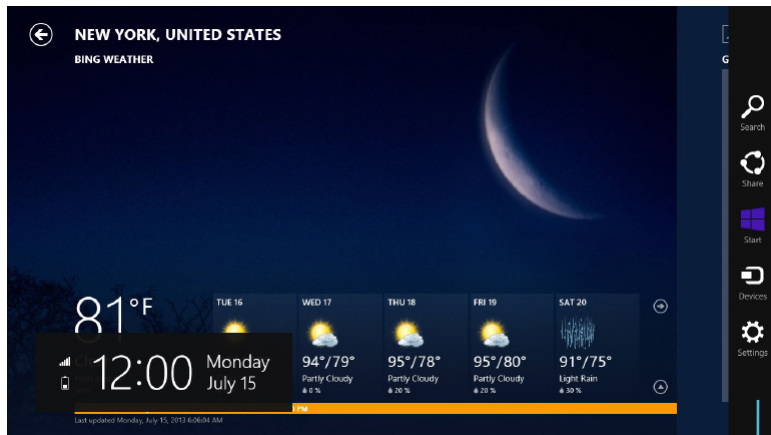 NEW YORK, UNITED STATES
BING WEATHER
G
Search
Share
Start
Devices
Settings
81°F
TUE 16
WED 17
94°/79°
Partly Cloudy
0 %
THU 18
95°/78°
Partly Cloudy
20 %
FRI 19
95°/80°
Partly Cloudy
20 %
SAT 20
91°/75°
Light Rain
30 %
12:00
Monday
July 15
PM
Last updated Monday, July 15, 2013 6:06:04 AM